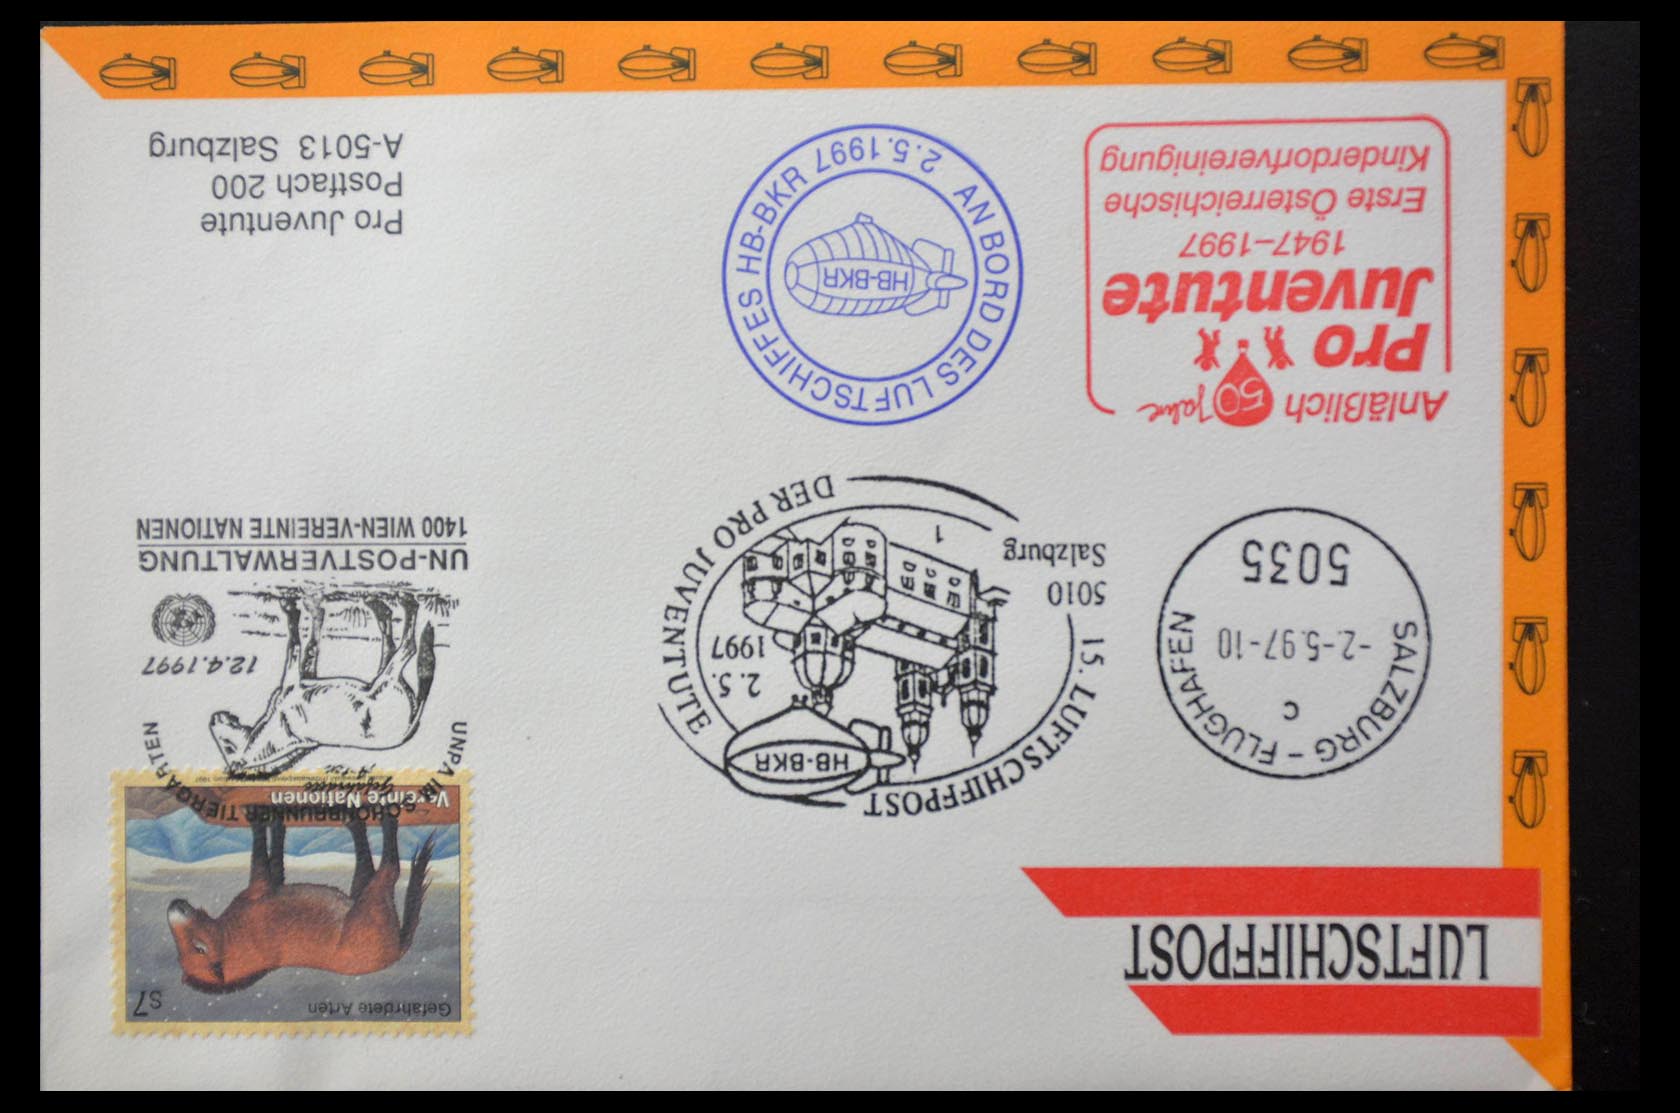 LUFTSCHIFFPOST
Gefährdete Arten
S7
Vereinte Nationen
UNPA IM SCHÖNBRUNNER TIERGARTEN
12.4.1997
UN-POSTVERWALTUNG
1400 WIEN-VEREINTE NATIONEN
SALZBURG - FLUGHAFEN
c
-2.-5.97-10
5035
15. LUFTSCHIFFPOST DER PRO JUVENTUTE
HB-BKR
2. 5.
1997
5010
Salzburg
1
Anläßlich 50 Jahre
Pro
Juventute
1947–1997
Erste Österreichische
Kinderdorfvereinigung
AN BORD DES LUFTSCHIFFES HB-BKR 2.5.1997
HB-BKR
Pro Juventute
Postfach 200
A-5013 Salzburg